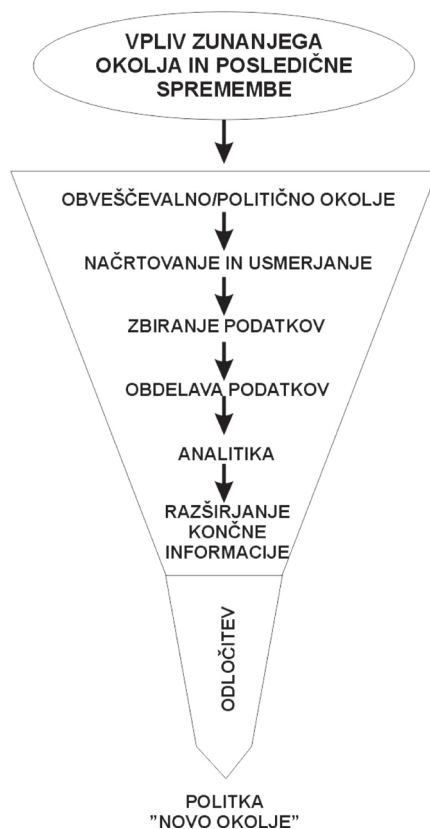 VPLIV ZUNANJEGA
OKOLJA IN POSLEDIČNE
SPREMEMBE
OBVEŠČEVALNO/POLITIČNO OKOLJE
NAČRTOVANJE IN USMERJANJE
ZBIRANJE PODATKOV
OBDELAVA PODATKOV
ANALITIKA
RAZŠIRJANJE
KONČNE
INFORMACIJE
ODLOČITEV
POLITKA
”NOVO OKOLJE”